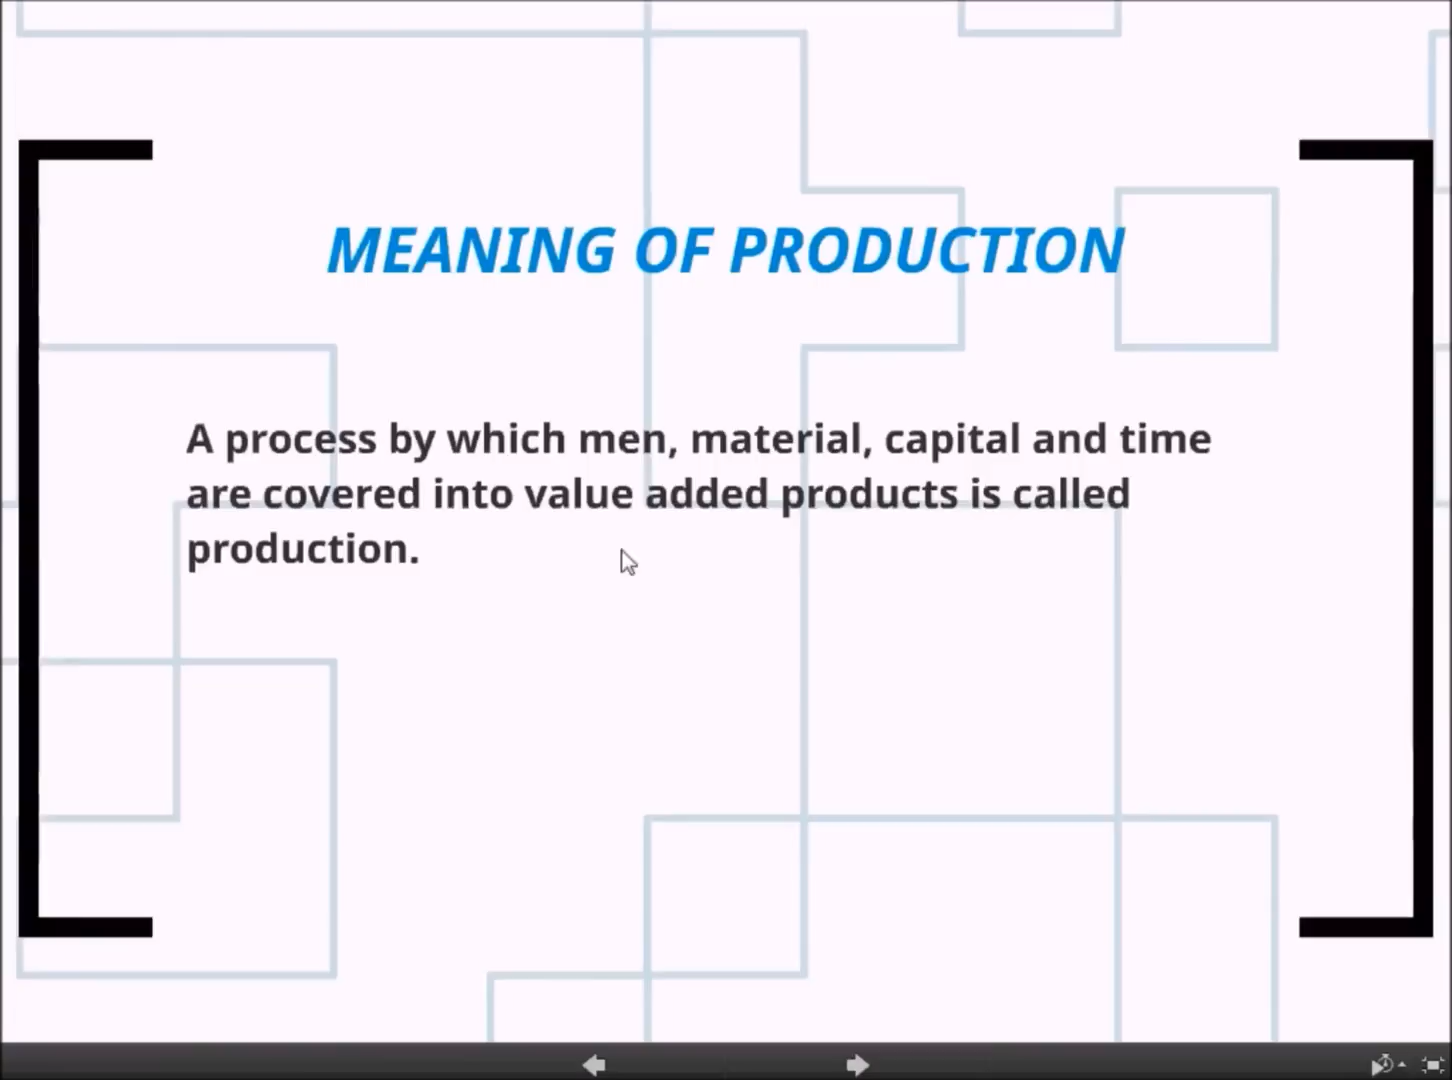 MEANING OF PRODUCTION
A process by which men, material, capital and time
are covered into value added products is called
production.